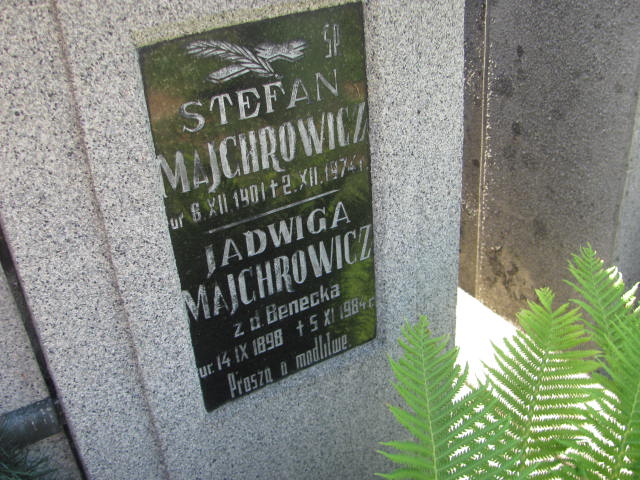 ŚP
STEFAN
MAJCHROWICZ
ur 6.XII.1901 + 2.XII.1974 r.
JADWIGA
MAJCHROWICZ
z d. Benecka
ur. 14 IX 1898 + 5 XI 1984 r.
Proszą o modlitwę.